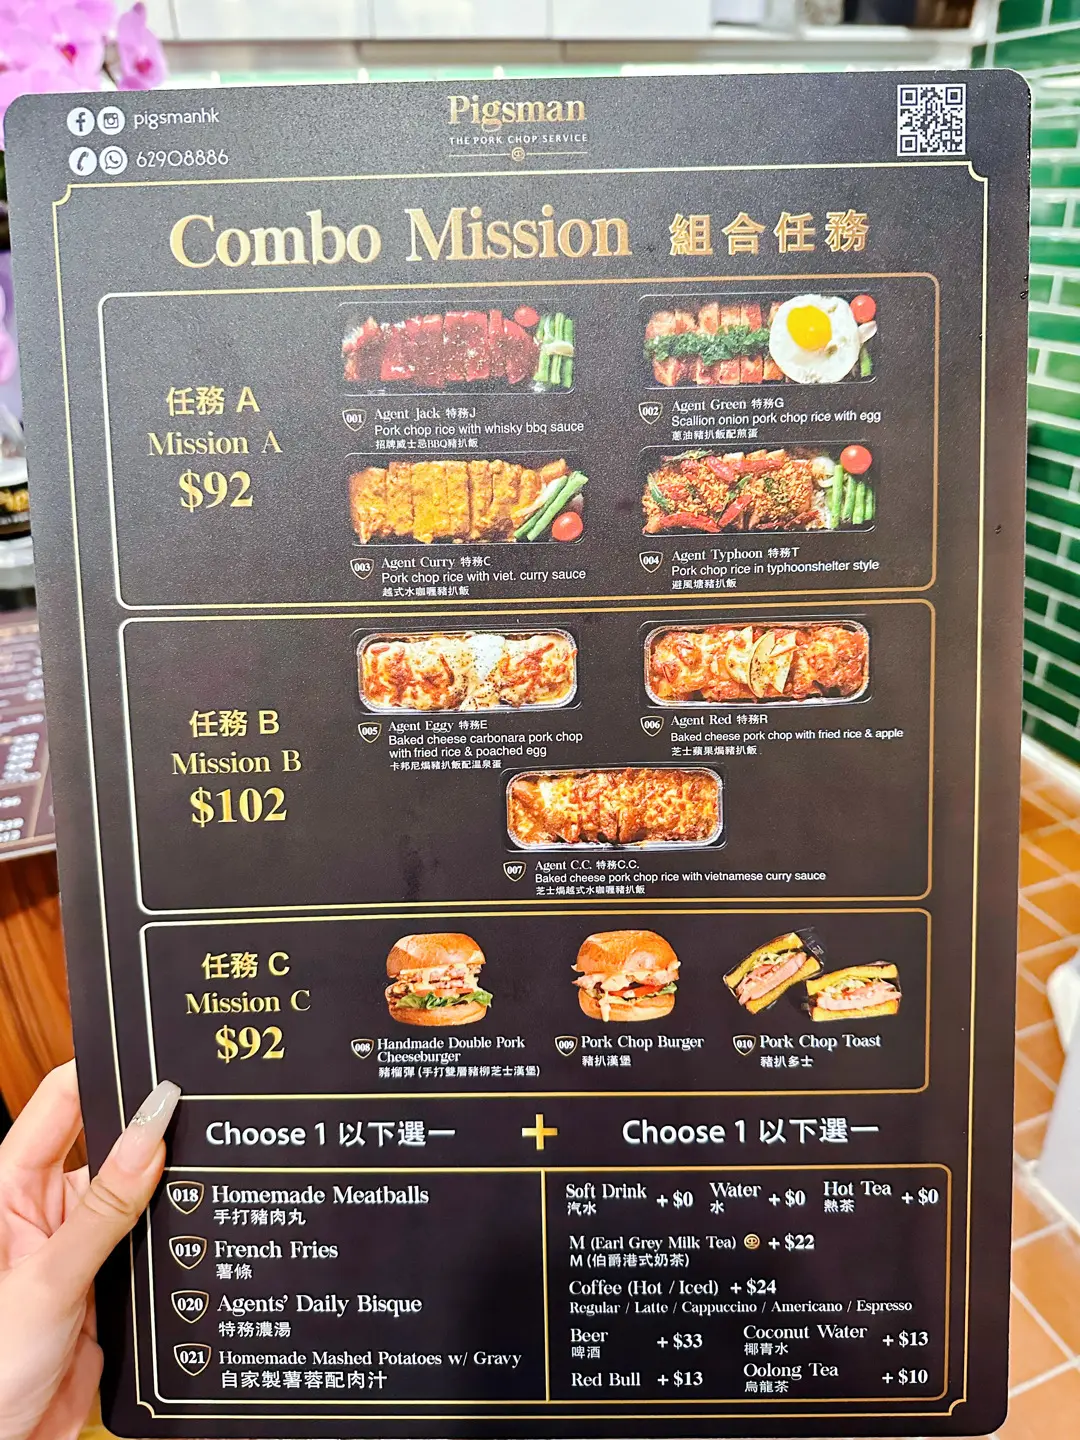 pigsmanhk
62908886
Pigsman
THE PORK CHOP SERVICE
Combo Mission 組合任務
任務 A
Mission A
$92
001 Agent Jack 特務J
Pork chop rice with whisky bbq sauce
招牌威士忌BBQ豬扒飯
002 Agent Green 特務G
Scallion onion pork chop rice with egg
蔥油豬扒飯配煎蛋
003 Agent Curry 特務C
Pork chop rice with viet. curry sauce
越式水咖喱豬扒飯
004 Agent Typhoon 特務T
Pork chop rice in typhoonshelter style
避風塘豬扒飯
任務 B
Mission B
$102
005 Agent Eggy 特務E
Baked cheese carbonara pork chop
with fried rice & poached egg
卡邦尼焗豬扒飯配溫泉蛋
006 Agent Red 特務R
Baked cheese pork chop with fried rice & apple
芝士蘋果焗豬扒飯
007 Agent C.C. 特務C.C.
Baked cheese pork chop rice with vietnamese curry sauce
芝士焗越式水咖喱豬扒飯
任務 C
Mission C
$92
008 Handmade Double Pork
Cheeseburger
豬榴彈 (手打雙層豬柳芝士漢堡)
009 Pork Chop Burger
豬扒漢堡
010 Pork Chop Toast
豬扒多士
Choose 1 以下選一 + Choose 1 以下選一
018 Homemade Meatballs
手打豬肉丸
019 French Fries
薯條
020 Agents' Daily Bisque
特務濃湯
021 Homemade Mashed Potatoes w/ Gravy
自家製薯蓉配肉汁
Soft Drink + $0 Water + $0 Hot Tea + $0
汽水 水 熱茶
M (Earl Grey Milk Tea) + $22
M (伯爵港式奶茶)
Coffee (Hot / Iced) + $24
Regular / Latte / Cappuccino / Americano / Espresso
Beer + $33 Coconut Water + $13
啤酒 椰青水
Red Bull + $13 Oolong Tea + $10
烏龍茶